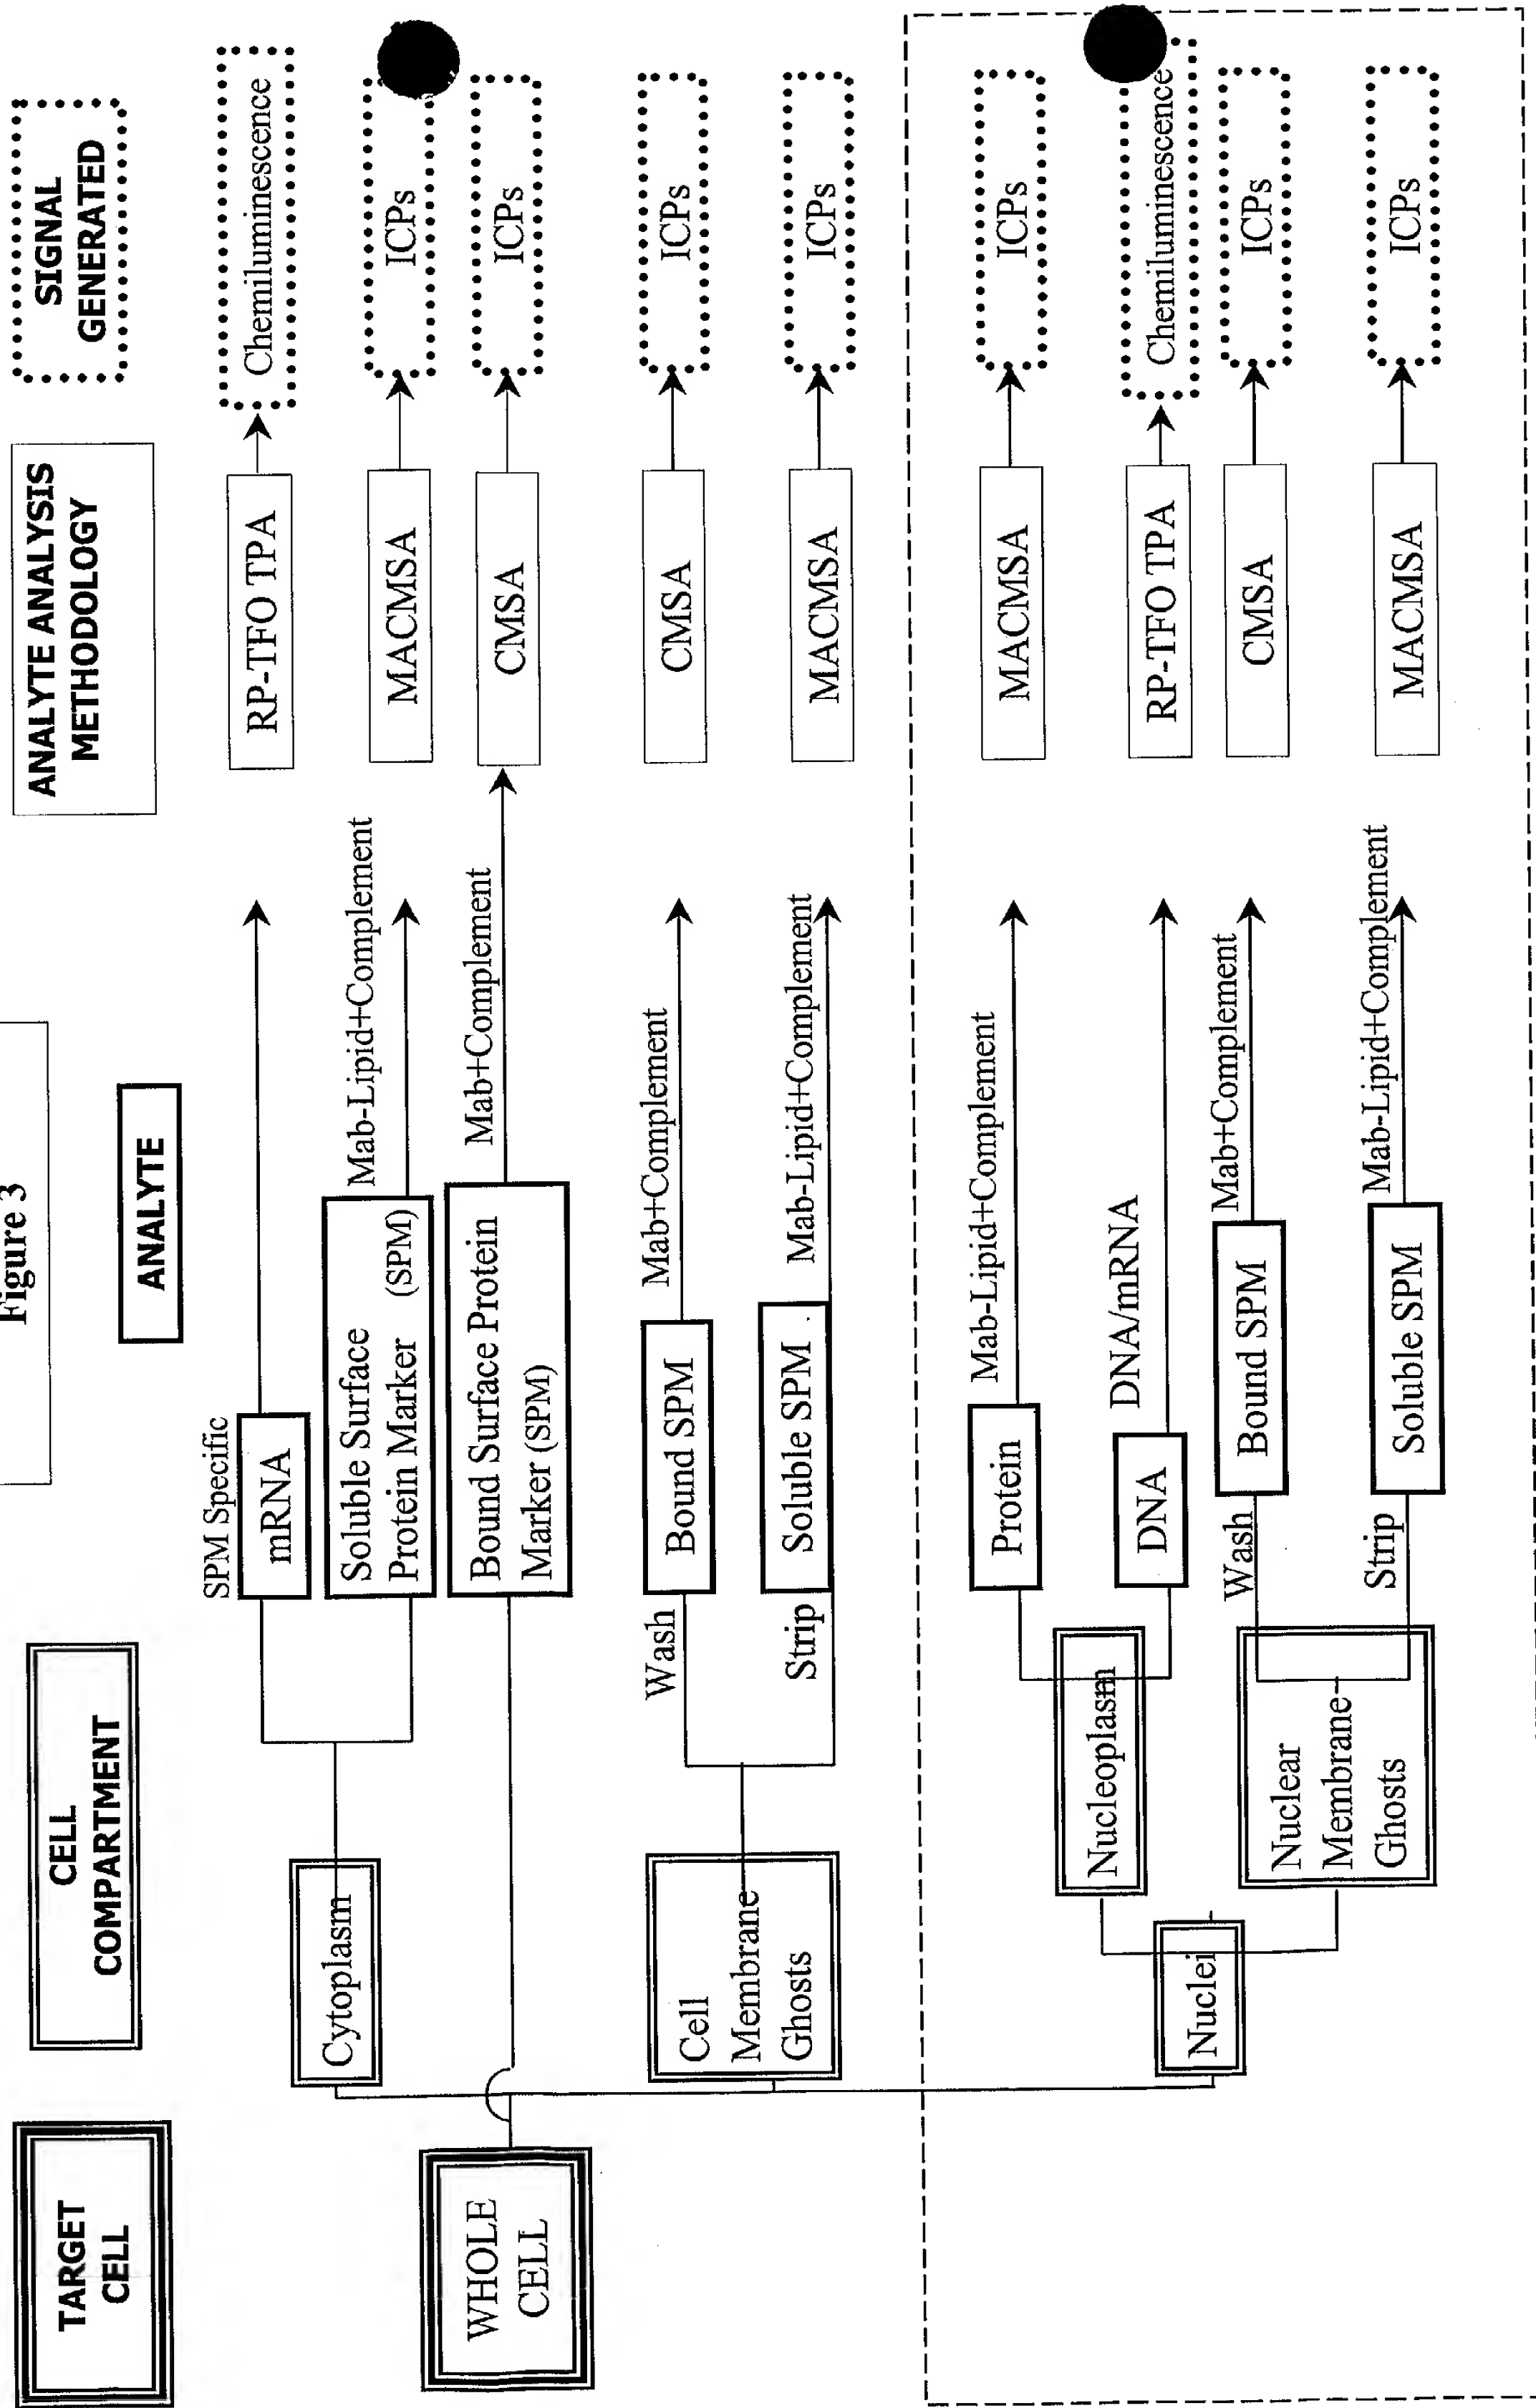 Figure 3
TARGET
CELL
CELL
COMPARTMENT
ANALYTE
ANALYTE ANALYSIS
METHODOLOGY
SIGNAL
GENERATED
WHOLE
CELL
Cytoplasm
SPM Specific
mRNA
RP-TFO TPA
Chemiluminescence
Soluble Surface
Protein Marker (SPM)
Mab-Lipid+Complement
MACMSA
ICPs
Bound Surface Protein
Marker (SPM)
Mab+Complement
CMSA
ICPs
Cell
Membrane
Ghosts
Wash
Bound SPM
Mab+Complement
CMSA
ICPs
Strip
Soluble SPM
Mab-Lipid+Complement
MACMSA
ICPs
Nuclei
Nucleoplasm
Protein
Mab-Lipid+Complement
MACMSA
ICPs
DNA
DNA/mRNA
RP-TFO TPA
Chemiluminescence
Nuclear
Membrane
Ghosts
Wash
Bound SPM
Mab+Complement
CMSA
ICPs
Strip
Soluble SPM
Mab-Lipid+Complement
MACMSA
ICPs